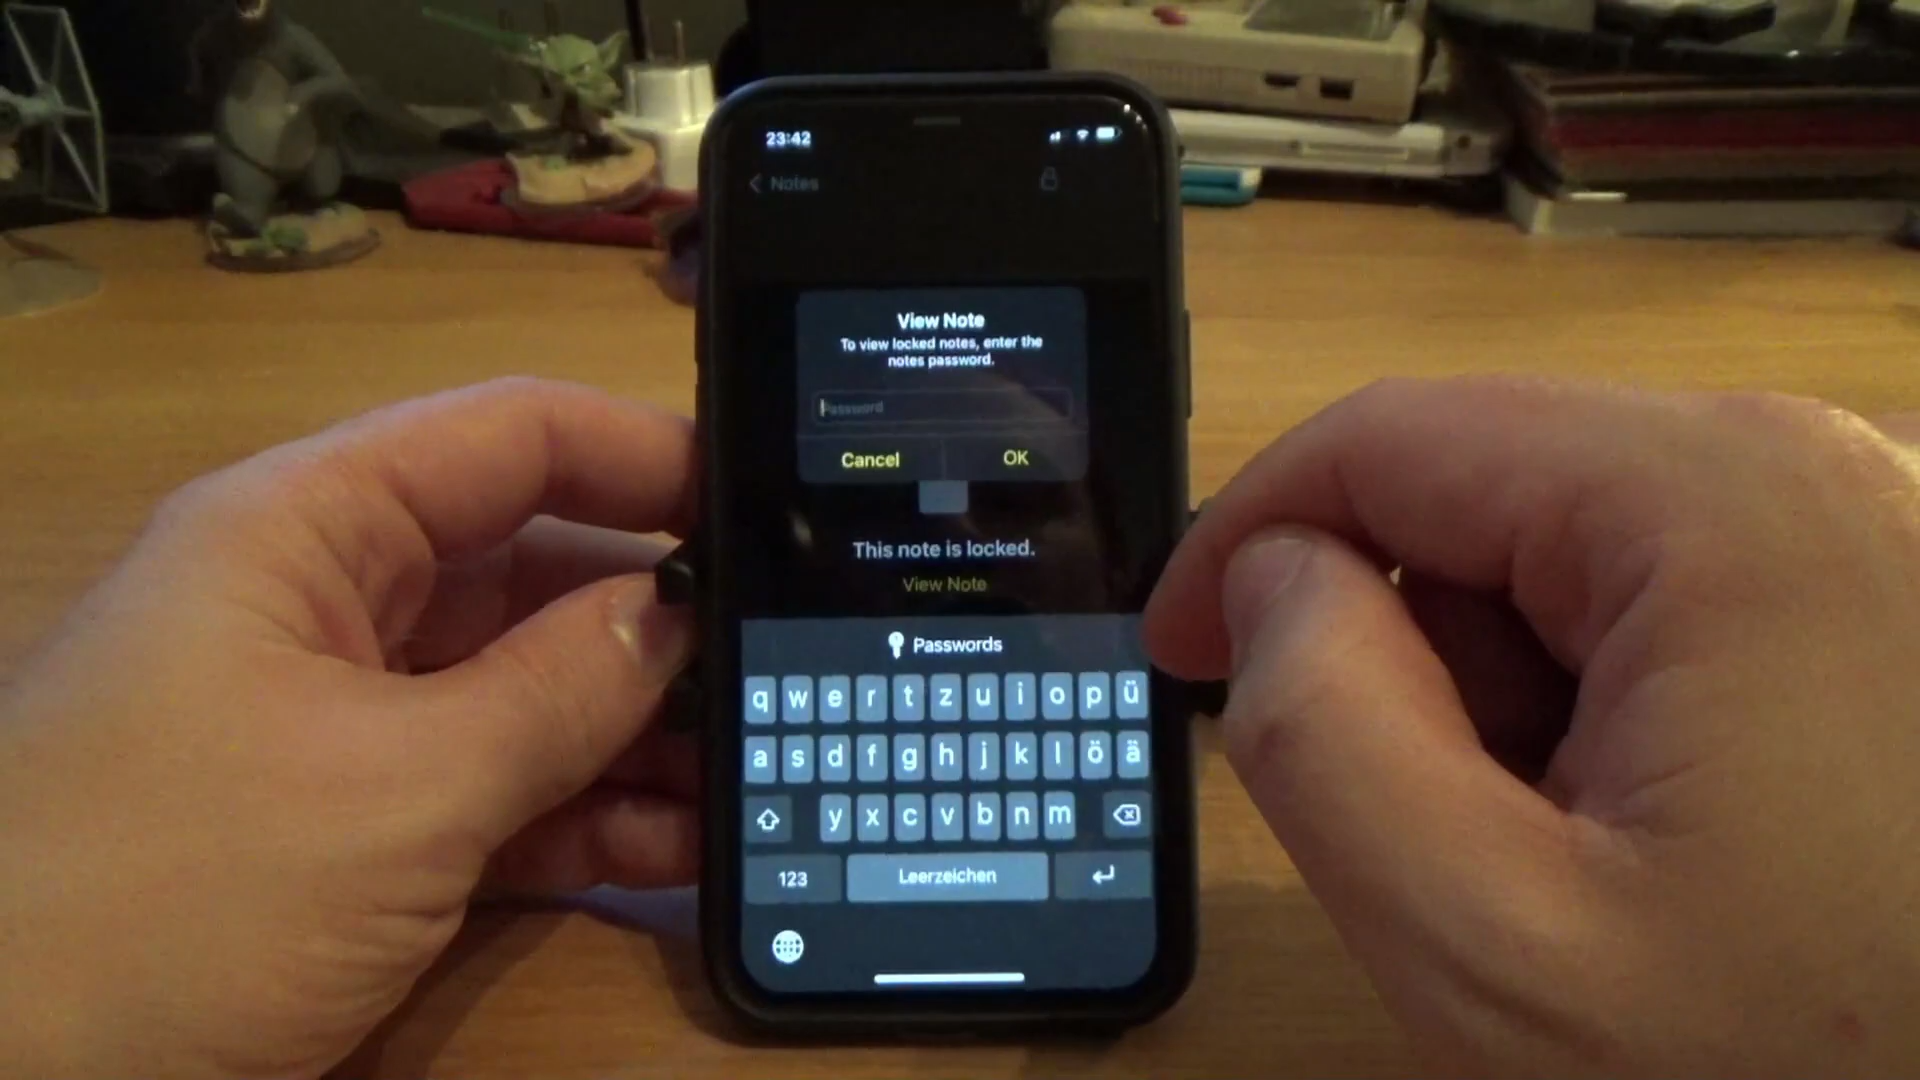 23:42
Notes
View Note
To view locked notes, enter the
notes password.
Password
Cancel OK
This note is locked.
View Note
Passwords
q w e r t z u i o p ü
a s d f g h j k l ö ä
y x c v b n m
123 Leerzeichen